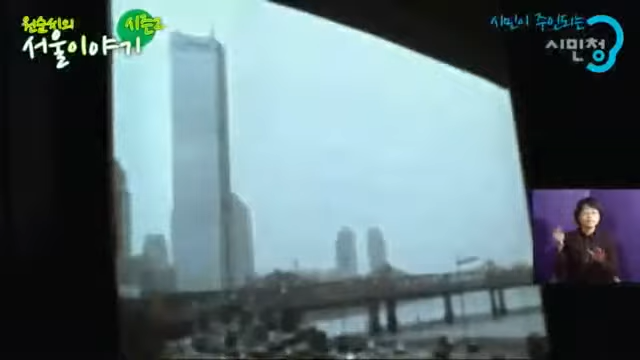 원순씨의
서울이야기
시즌2
시민이 주인되는
시민청